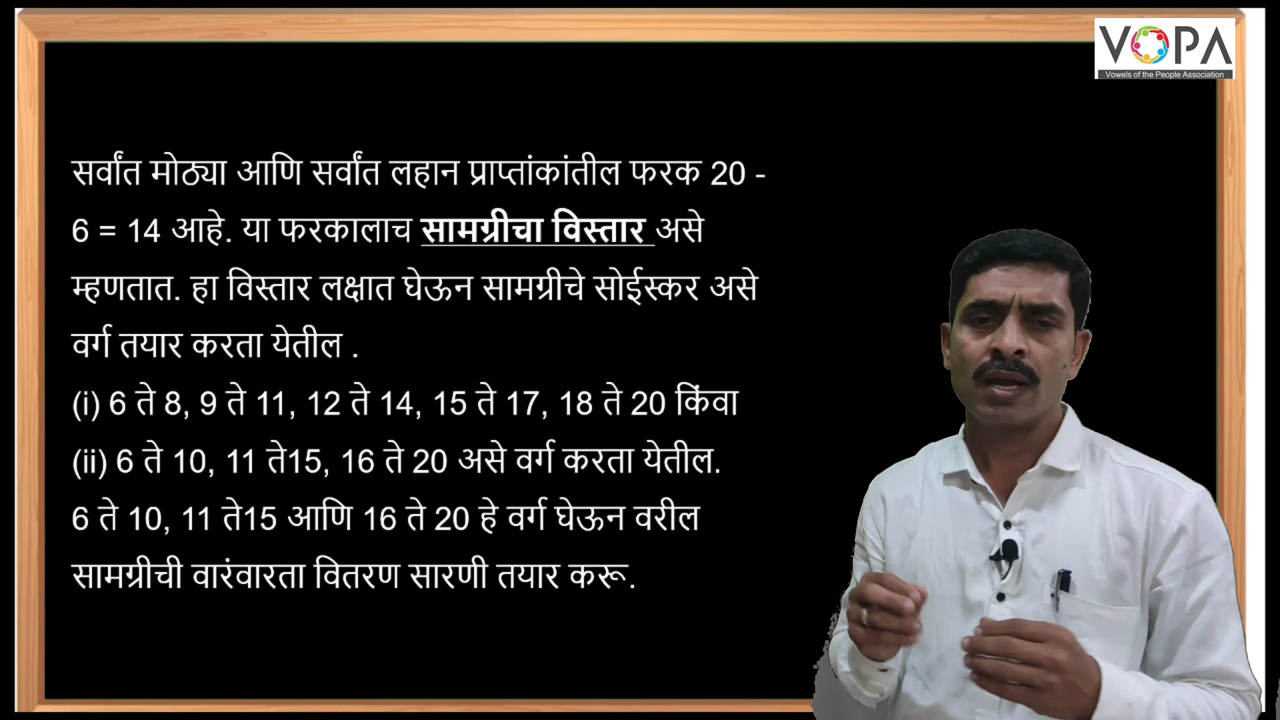 VOPA
Vowels of the People Association
सर्वांत मोठ्या आणि सर्वांत लहान प्राप्तांकांतील फरक 20 -
6 = 14 आहे. या फरकालाच सामग्रीचा विस्तार असे
म्हणतात. हा विस्तार लक्षात घेऊन सामग्रीचे सोईस्कर असे
वर्ग तयार करता येतील .
(i) 6 ते 8, 9 ते 11, 12 ते 14, 15 ते 17, 18 ते 20 किंवा
(ii) 6 ते 10, 11 ते15, 16 ते 20 असे वर्ग करता येतील.
6 ते 10, 11 ते15 आणि 16 ते 20 हे वर्ग घेऊन वरील
सामग्रीची वारंवारता वितरण सारणी तयार करू.